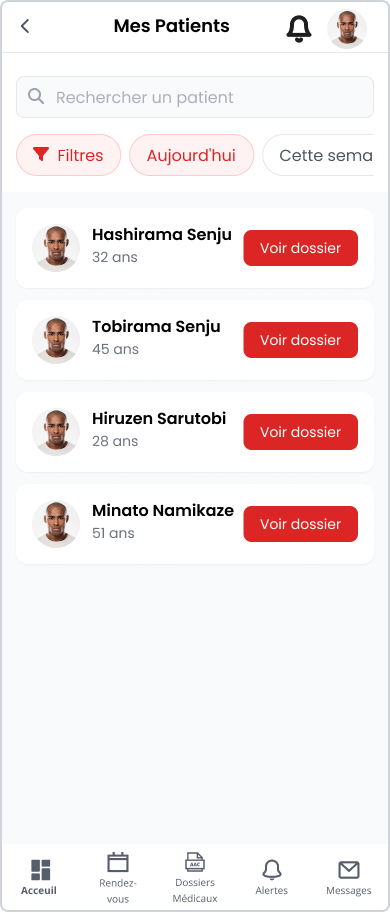 Mes Patients
Rechercher un patient
Filtres
Aujourd'hui
Cette sema
Hashirama Senju
32 ans
Voir dossier
Tobirama Senju
45 ans
Voir dossier
Hiruzen Sarutobi
28 ans
Voir dossier
Minato Namikaze
51 ans
Voir dossier
Acceuil
Rendez-
vous
AAC
Dossiers
Médicaux
Alertes
Messages